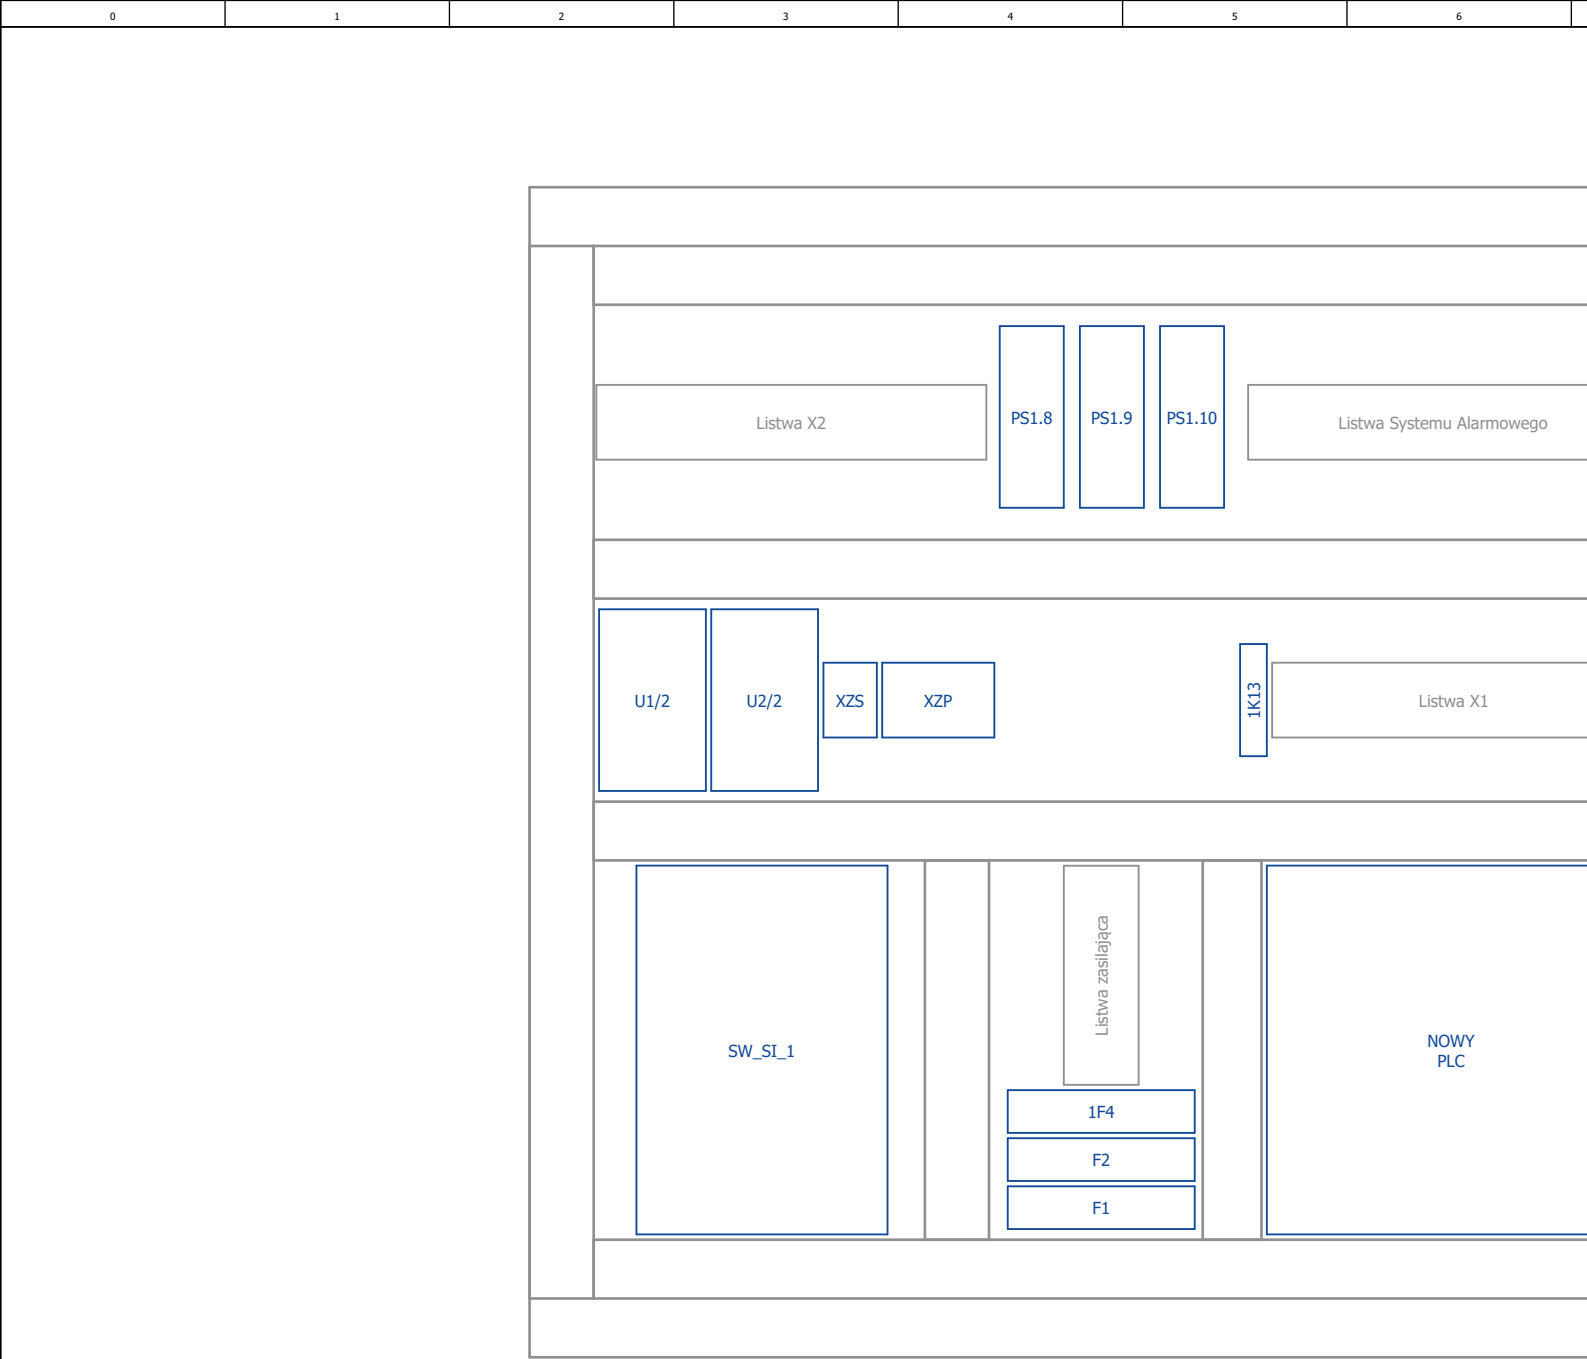 0 1 2 3 4 5 6
Listwa X2
PS1.8
PS1.9
PS1.10
Listwa Systemu Alarmowego
U1/2
U2/2
XZS
XZP
1K13
Listwa X1
SW_SI_1
Listwa zasilająca
NOWY
PLC
1F4
F2
F1